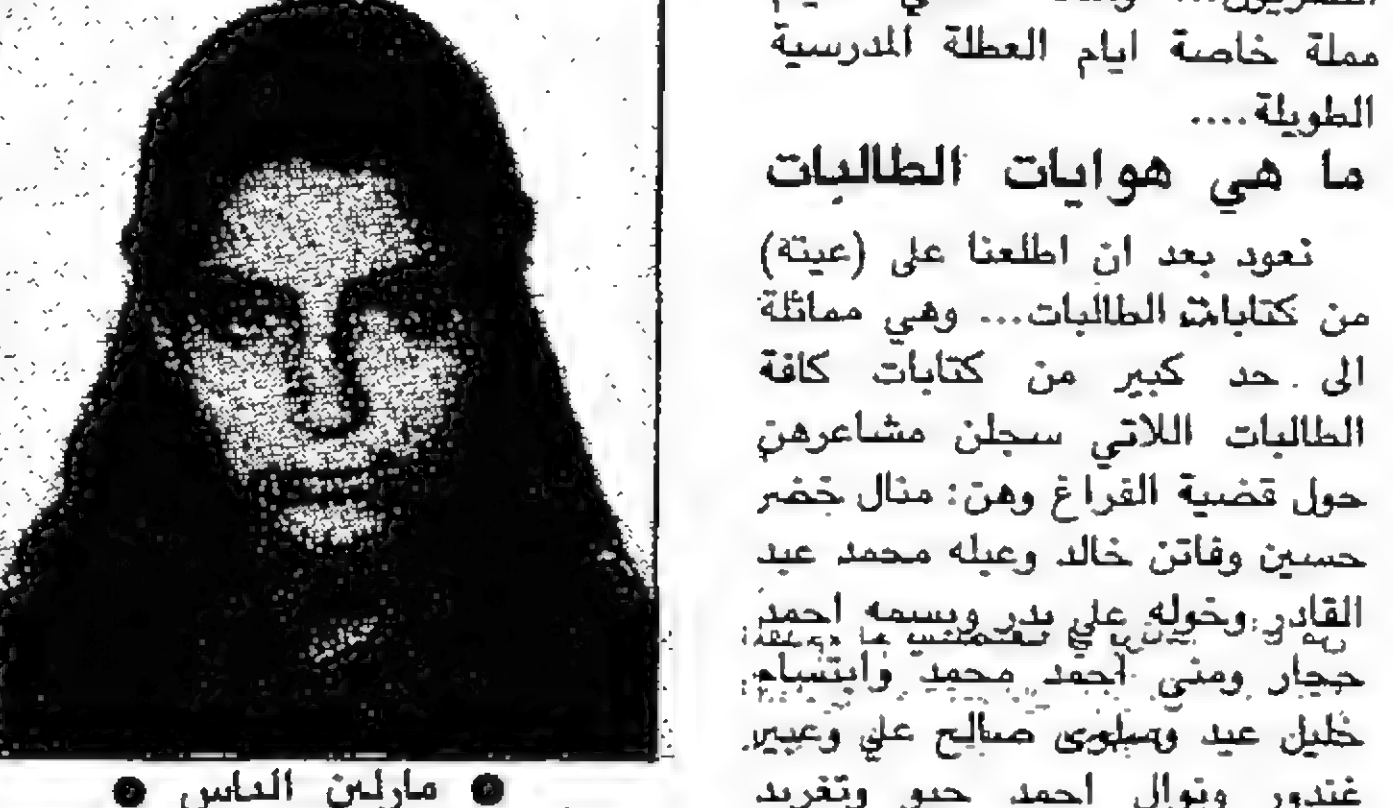 مملة خاصة ايام العطلة المدرسية
الطويلة....
ما هي هوايات الطالبات
نعود بعد ان اطلعنا على (عينة)
من كتابات الطالبات... وهي مماثلة
الى حد كبير من كتابات كافة
الطالبات اللاتي سجلن مشاعرهن
حول قضية الفراغ وهن: منال خضر
حسين وفاتن خالد وعبله محمد عبد
القادر وخوله علي بدر وبسمه احمد
حجار ومنى احمد محمد وابتسام
خليل عيد وسلوى صالح علي وعبير
غندور ونوال احمد وتغريد
● مارلين الياس ●